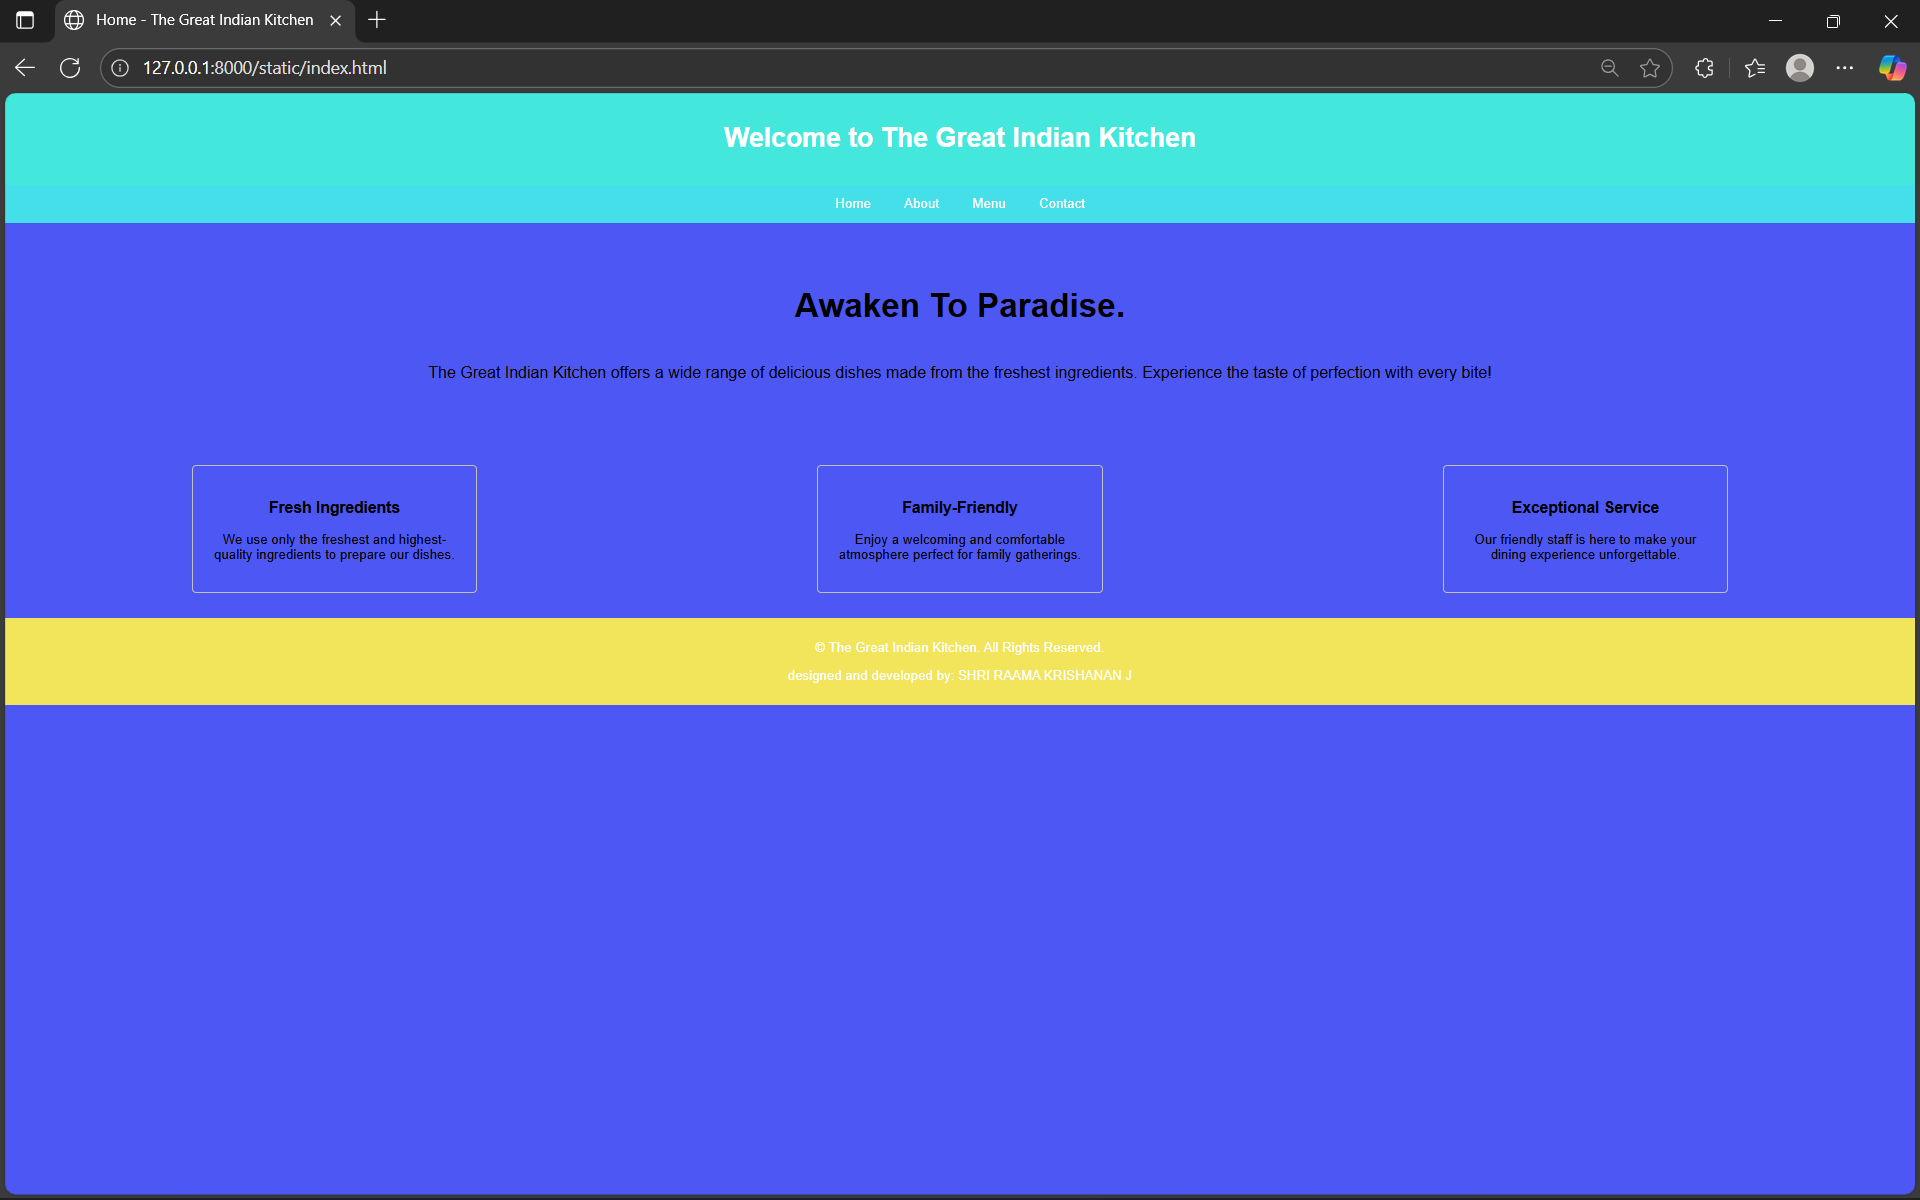 Home - The Great Indian Kitchen
127.0.0.1:8000/static/index.html
Welcome to The Great Indian Kitchen
Home About Menu Contact
Awaken To Paradise.
The Great Indian Kitchen offers a wide range of delicious dishes made from the freshest ingredients. Experience the taste of perfection with every bite!
Fresh Ingredients
We use only the freshest and highest-
quality ingredients to prepare our dishes.
Family-Friendly
Enjoy a welcoming and comfortable
atmosphere perfect for family gatherings.
Exceptional Service
Our friendly staff is here to make your
dining experience unforgettable.
© The Great Indian Kitchen. All Rights Reserved.
designed and developed by: SHRI RAAMA KRISHANAN J